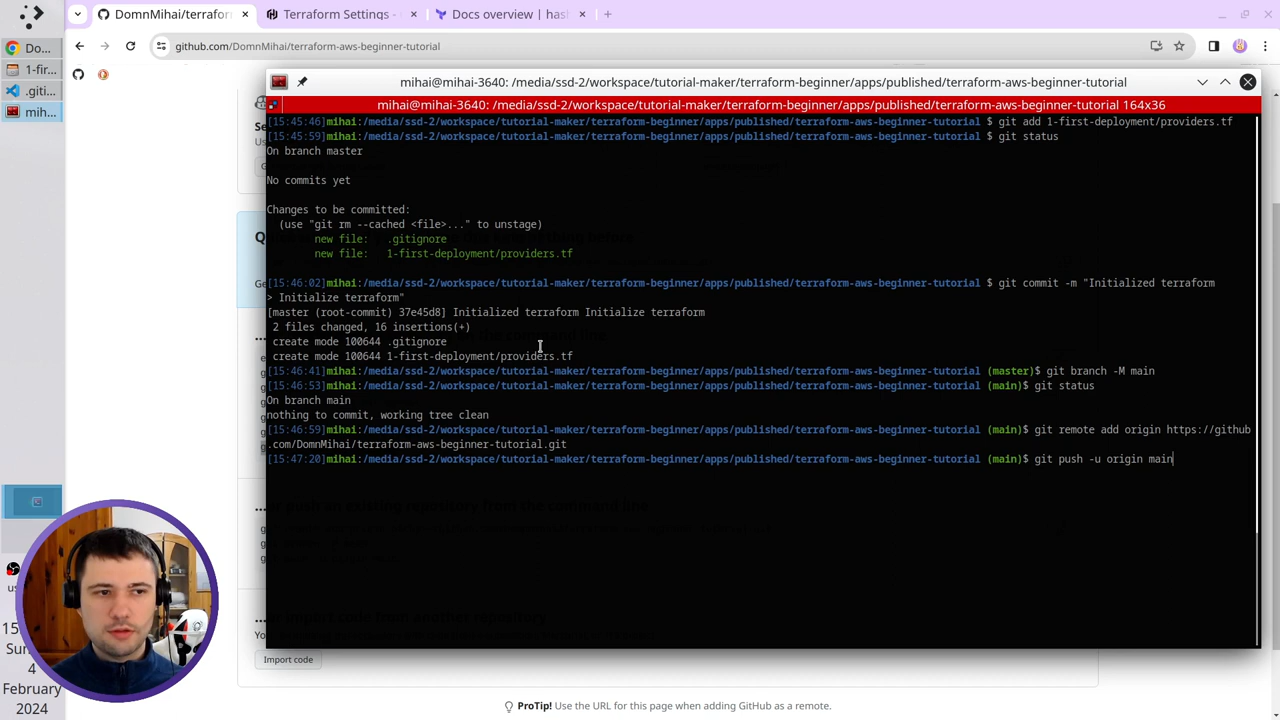 DomnMihai/terrafor
Terraform Settings -
Docs overview | hash
github.com/DomnMihai/terraform-aws-beginner-tutorial
Do...
1-fir...
.giti...
mih...
mihai@mihai-3640: /media/ssd-2/workspace/tutorial-maker/terraform-beginner/apps/published/terraform-aws-beginner-tutorial
mihai@mihai-3640: /media/ssd-2/workspace/tutorial-maker/terraform-beginner/apps/published/terraform-aws-beginner-tutorial 164x36
[15:45:46]mihai:/media/ssd-2/workspace/tutorial-maker/terraform-beginner/apps/published/terraform-aws-beginner-tutorial $ git add 1-first-deployment/providers.tf
[15:45:59]mihai:/media/ssd-2/workspace/tutorial-maker/terraform-beginner/apps/published/terraform-aws-beginner-tutorial $ git status
On branch master
No commits yet
Changes to be committed:
(use "git rm --cached <file>..." to unstage)
new file: .gitignore
new file: 1-first-deployment/providers.tf
[15:46:02]mihai:/media/ssd-2/workspace/tutorial-maker/terraform-beginner/apps/published/terraform-aws-beginner-tutorial $ git commit -m "Initialized terraform
> Initialize terraform"
[master (root-commit) 37e45d8] Initialized terraform Initialize terraform
2 files changed, 16 insertions(+)
create mode 100644 .gitignore
create mode 100644 1-first-deployment/providers.tf
[15:46:41]mihai:/media/ssd-2/workspace/tutorial-maker/terraform-beginner/apps/published/terraform-aws-beginner-tutorial (master)$ git branch -M main
[15:46:53]mihai:/media/ssd-2/workspace/tutorial-maker/terraform-beginner/apps/published/terraform-aws-beginner-tutorial (main)$ git status
On branch main
nothing to commit, working tree clean
[15:46:59]mihai:/media/ssd-2/workspace/tutorial-maker/terraform-beginner/apps/published/terraform-aws-beginner-tutorial (main)$ git remote add origin https://github
.com/DomnMihai/terraform-aws-beginner-tutorial.git
[15:47:20]mihai:/media/ssd-2/workspace/tutorial-maker/terraform-beginner/apps/published/terraform-aws-beginner-tutorial (main)$ git push -u origin main
Import code
ProTip! Use the URL for this page when adding GitHub as a remote.
us
15
Sun
4
February
2024